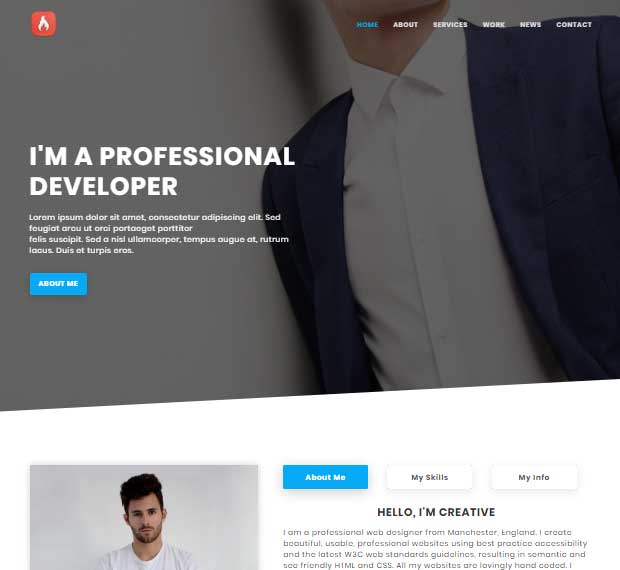 HOME ABOUT SERVICES WORK NEWS CONTACT
I'M A PROFESSIONAL
DEVELOPER
Lorem ipsum dolor sit amet, consectetur adipiscing elit. Sed
feugiat arcu ut orci portaoget porttitor
felis suscipit. Sed a nisl ullamcorper, tempus augue at, rutrum
lacus. Duis et turpis eros.
ABOUT ME
About Me My Skills My Info
HELLO, I'M CREATIVE
I am a professional web designer from Manchester, England. I create
beautiful, usable, professional websites using best practice accessibility
and the latest W3C web standards guidelines, resulting in semantic and
seo friendly HTML and CSS. All my websites are lovingly hand coded. I